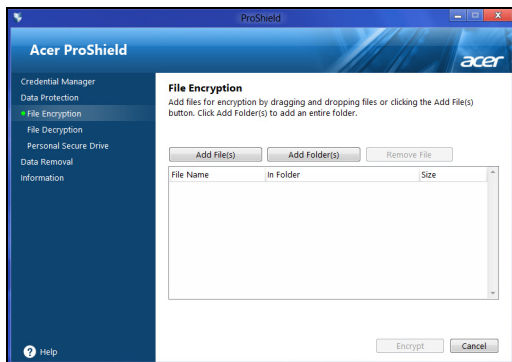 ProShield
Acer ProShield
acer
Credential Manager
Data Protection
File Encryption
File Decryption
Personal Secure Drive
Data Removal
Information
Help
File Encryption
Add files for encryption by dragging and dropping files or clicking the Add File(s)
button. Click Add Folder(s) to add an entire folder.
Add File(s)
Add Folder(s)
Remove File
File Name
In Folder
Size
Encrypt
Cancel